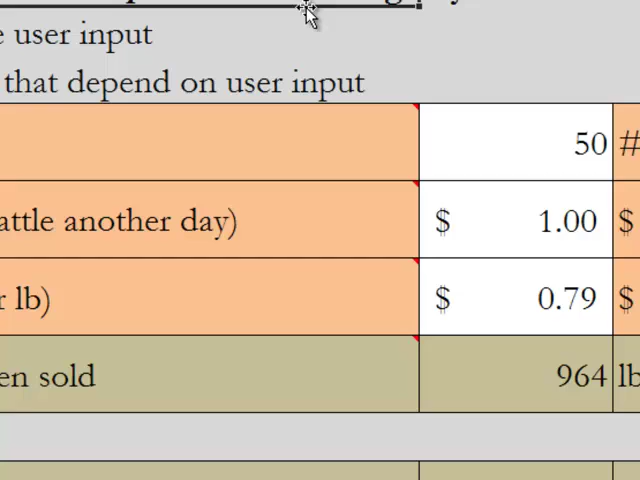 e user input
that depend on user input
50 #
attle another day) $ 1.00 $
r lb) $ 0.79 $
en sold 964 lb